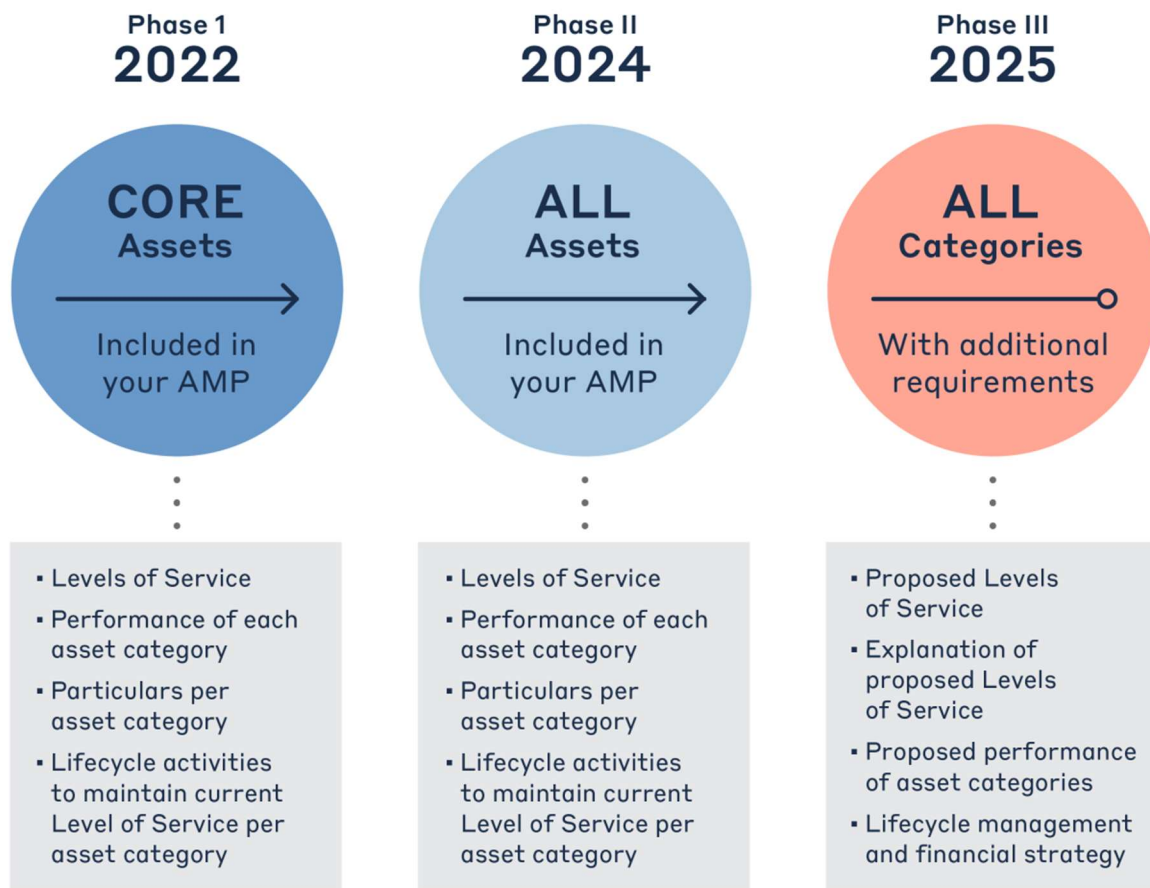 Phase 1
2022
CORE
Assets
Included in
your AMP
▪ Levels of Service
▪ Performance of each
asset category
▪ Particulars per
asset category
▪ Lifecycle activities
to maintain current
Level of Service per
asset category
Phase II
2024
ALL
Assets
Included in
your AMP
▪ Levels of Service
▪ Performance of each
asset category
▪ Particulars per
asset category
▪ Lifecycle activities
to maintain current
Level of Service per
asset category
Phase III
2025
ALL
Categories
With additional
requirements
▪ Proposed Levels
of Service
▪ Explanation of
proposed Levels
of Service
▪ Proposed performance
of asset categories
▪ Lifecycle management
and financial strategy